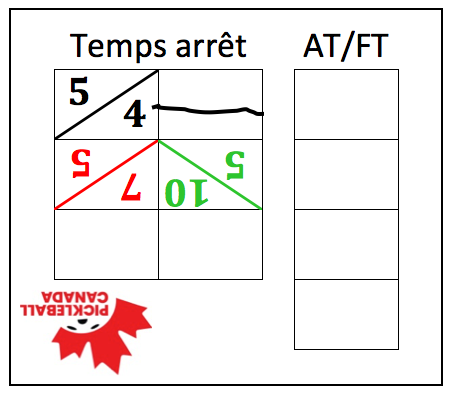 Temps arrêt AT/FT
5
4
5 5
7 10
PICKLEBALL
CANADA